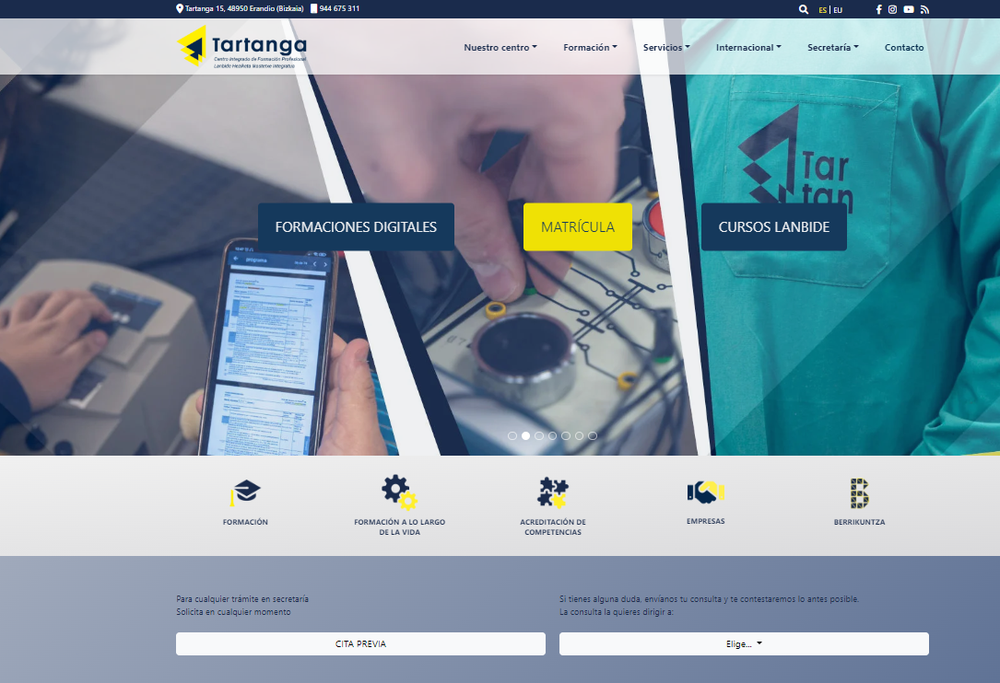 Tartanga 15, 48950 Erandio (Bizkaia) 944 675 311
ES | EU
Tartanga
Centro Integrado de Formación Profesional
Lanbide Heziketa Ikastetxe Integratua
Nuestro centro Formación Servicios Internacional Secretaría Contacto
Tar
tan
FORMACIONES DIGITALES MATRÍCULA CURSOS LANBIDE
programa
FORMACIÓN
FORMACIÓN A LO LARGO
DE LA VIDA
ACREDITACIÓN DE
COMPETENCIAS
EMPRESAS
BERRIKUNTZA
Para cualquier trámite en secretaría
Solicita en cualquier momento
CITA PREVIA
Si tienes alguna duda, envíanos tu consulta y te contestaremos lo antes posible.
La consulta la quieres dirigir a:
Elige...